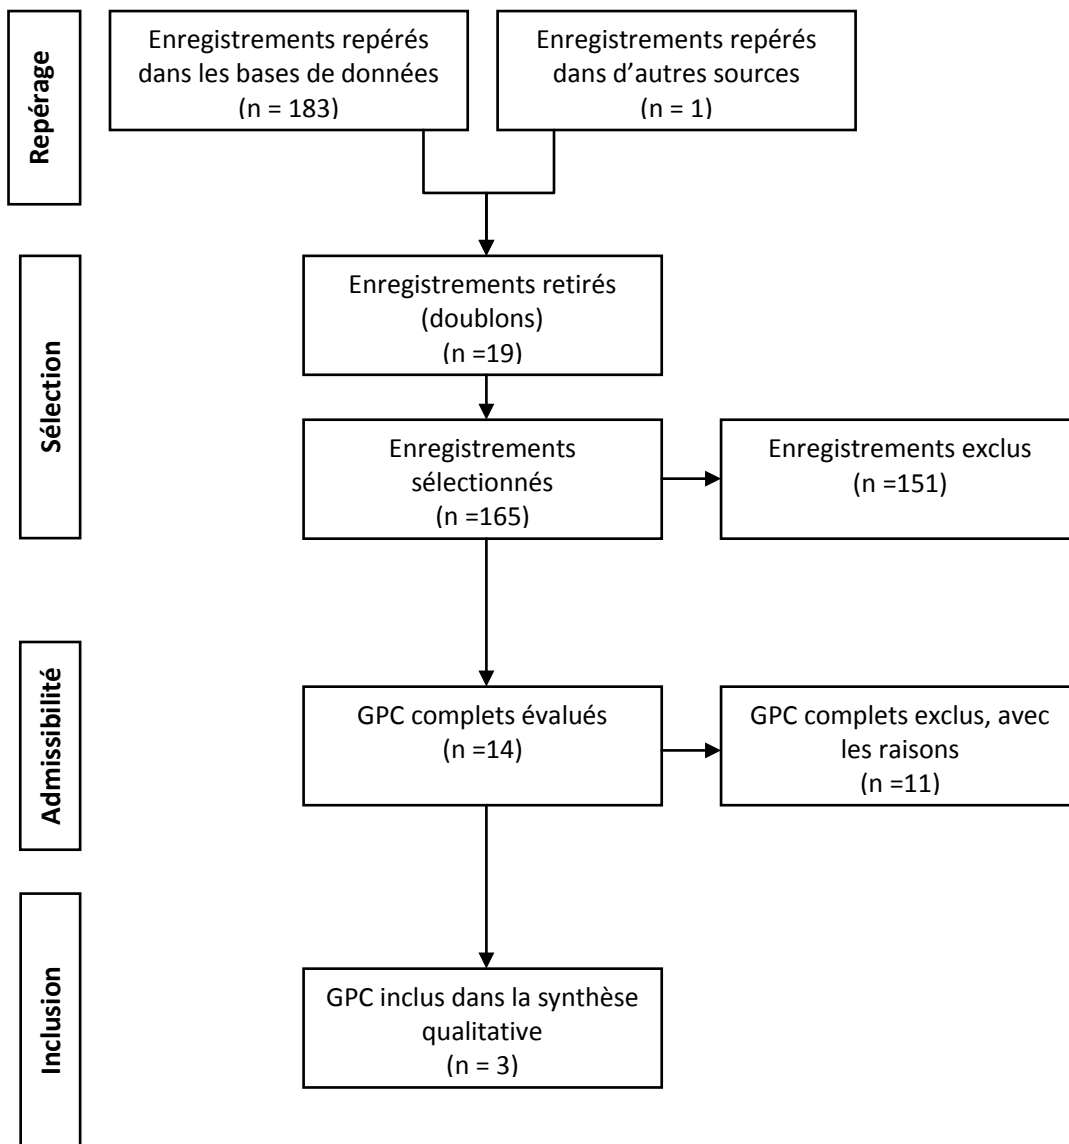 Repérage
Enregistrements repérés
dans les bases de données
(n = 183)
Enregistrements repérés
dans d’autres sources
(n = 1)
Sélection
Enregistrements retirés
(doublons)
(n =19)
Enregistrements
sélectionnés
(n =165)
Enregistrements exclus
(n =151)
Admissibilité
GPC complets évalués
(n =14)
GPC complets exclus, avec
les raisons
(n =11)
Inclusion
GPC inclus dans la synthèse
qualitative
(n = 3)